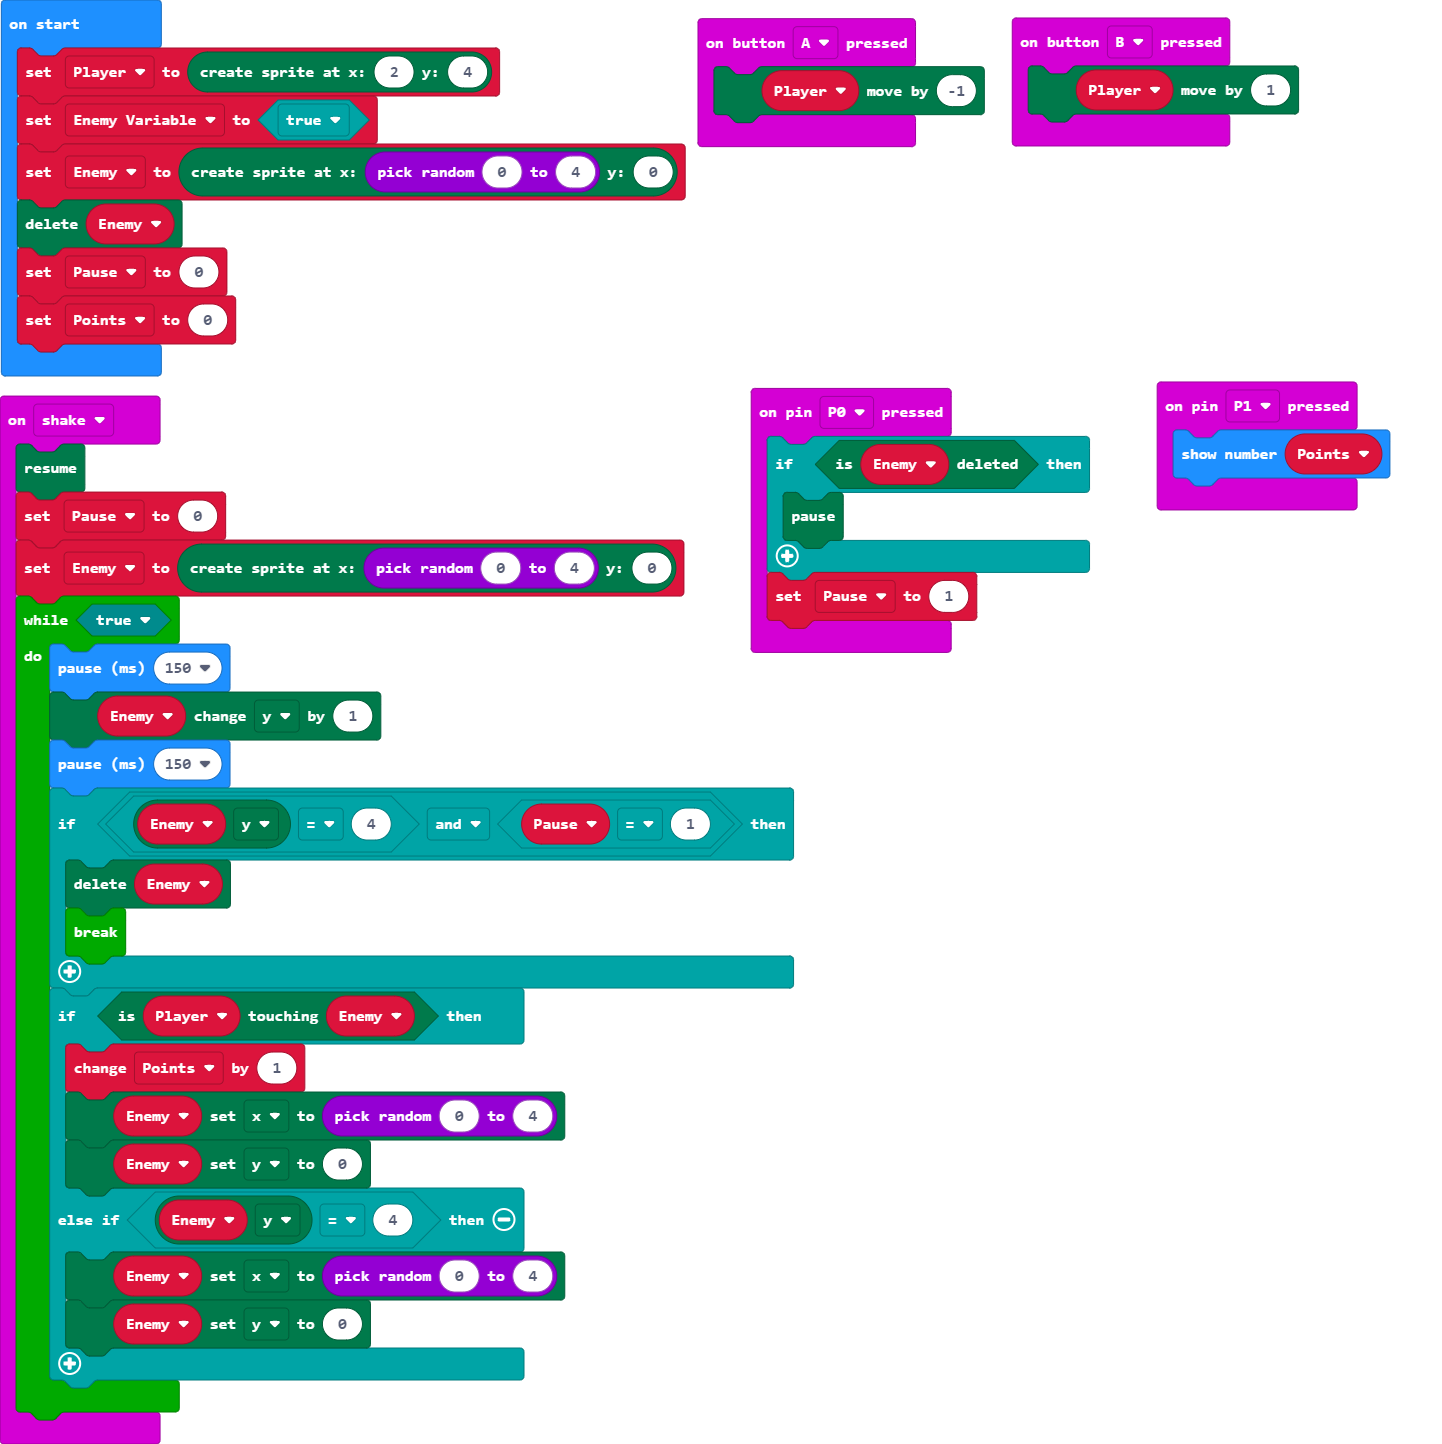 on start
set Player to create sprite at x: 2 y: 4
set Enemy Variable to true
set Enemy to create sprite at x: pick random 0 to 4 y: 0
delete Enemy
set Pause to 0
set Points to 0
on button A pressed
Player move by -1
on button B pressed
Player move by 1
on shake
resume
set Pause to 0
set Enemy to create sprite at x: pick random 0 to 4 y: 0
while true
do
pause (ms) 150
Enemy change y by 1
pause (ms) 150
if Enemy y = 4 and Pause = 1 then
delete Enemy
break
if is Player touching Enemy then
change Points by 1
Enemy set x to pick random 0 to 4
Enemy set y to 0
else if Enemy y = 4 then
Enemy set x to pick random 0 to 4
Enemy set y to 0
on pin P0 pressed
if is Enemy deleted then
pause
set Pause to 1
on pin P1 pressed
show number Points